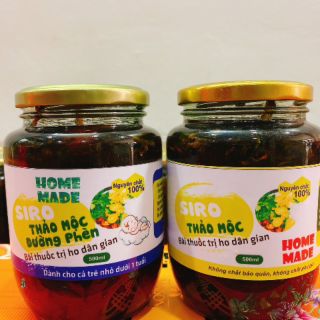 HOME
MADE
Nguyên chất
100%
SIRO
THẢO MỘC
ĐƯỜNG PHÈN
Bài thuốc trị ho dân gian
500ml
Dành cho cả trẻ nhỏ dưới 1 tuổi
Nguyên chất
100%
SIRO
THẢO MỘC
Bài thuốc trị ho dân gian
500ml
HOME
MADE
Không chất bảo quản, không chất